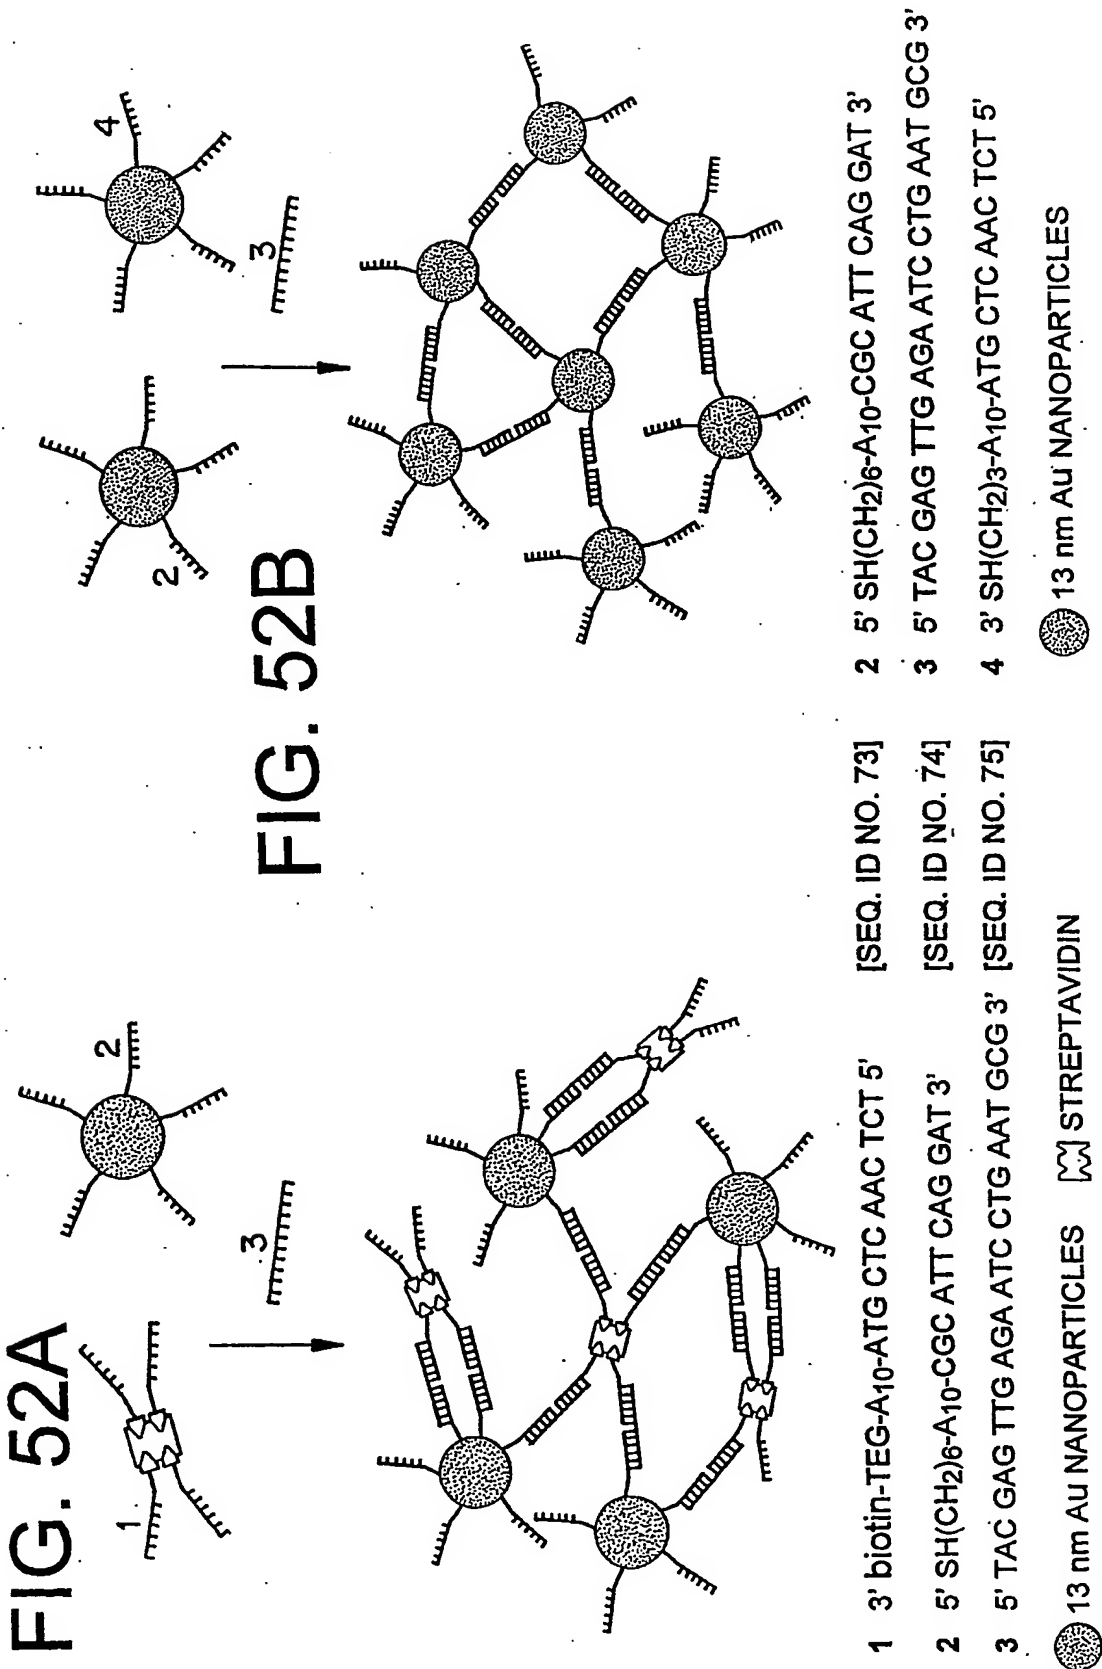 FIG. 52A
1
2
3
1 3' biotin-TEG-A10-ATG CTC AAC TCT 5' [SEQ. ID NO. 73]
2 5' SH(CH2)6-A10-CGC ATT CAG GAT 3' [SEQ. ID NO. 74]
3 5' TAC GAG TTG AGA ATC CTG AAT GCG 3' [SEQ. ID NO. 75]
13 nm Au NANOPARTICLES STREPTAVIDIN
FIG. 52B
2
4
3
2 5' SH(CH2)6-A10-CGC ATT CAG GAT 3'
3 5' TAC GAG TTG AGA ATC CTG AAT GCG 3'
4 3' SH(CH2)3-A10-ATG CTC AAC TCT 5'
13 nm Au NANOPARTICLES